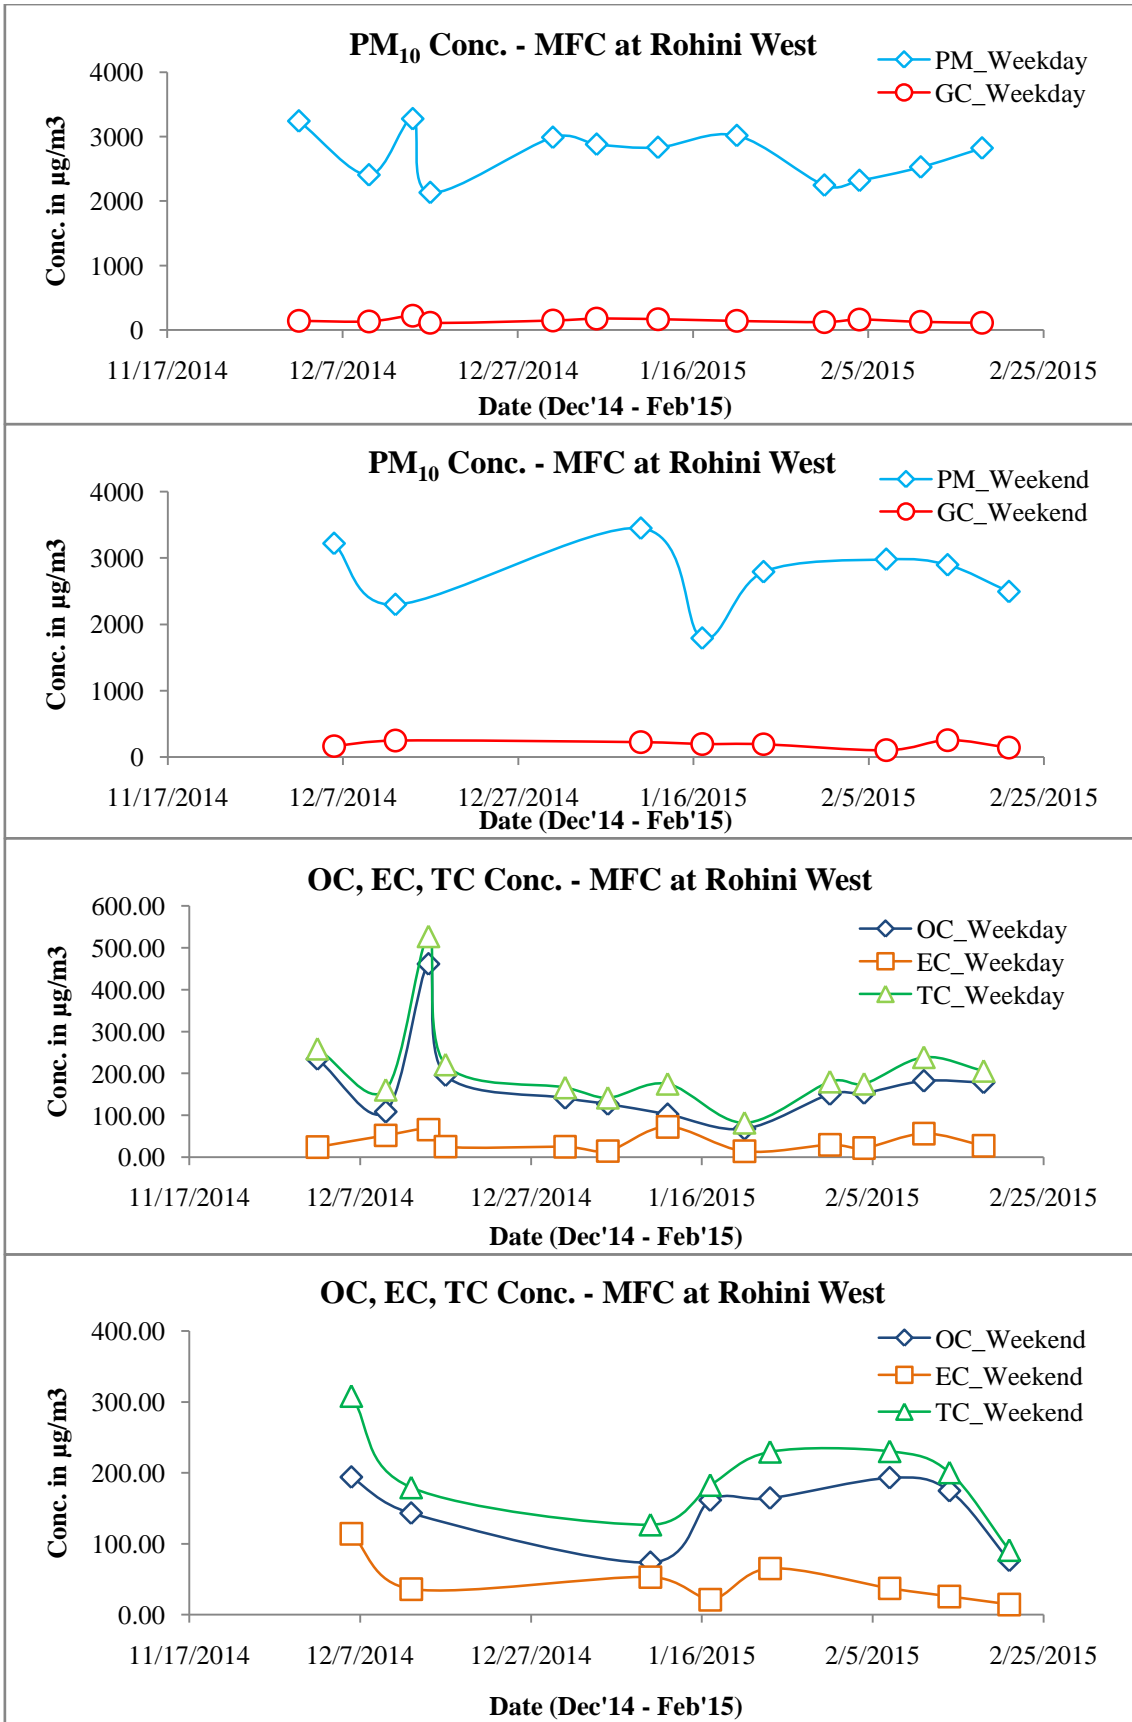 PM₁₀ Conc. - MFC at Rohini West
PM_Weekday
GC_Weekday
4000
3000
2000
1000
0
Conc. in µg/m3
11/17/2014 12/7/2014 12/27/2014 1/16/2015 2/5/2015 2/25/2015
Date (Dec'14 - Feb'15)
PM₁₀ Conc. - MFC at Rohini West
PM_Weekend
GC_Weekend
4000
3000
2000
1000
0
Conc. in µg/m3
11/17/2014 12/7/2014 12/27/2014 1/16/2015 2/5/2015 2/25/2015
Date (Dec'14 - Feb'15)
OC, EC, TC Conc. - MFC at Rohini West
OC_Weekday
EC_Weekday
TC_Weekday
600.00
500.00
400.00
300.00
200.00
100.00
0.00
Conc. in µg/m3
11/17/2014 12/7/2014 12/27/2014 1/16/2015 2/5/2015 2/25/2015
Date (Dec'14 - Feb'15)
OC, EC, TC Conc. - MFC at Rohini West
OC_Weekend
EC_Weekend
TC_Weekend
400.00
300.00
200.00
100.00
0.00
Conc. in µg/m3
11/17/2014 12/7/2014 12/27/2014 1/16/2015 2/5/2015 2/25/2015
Date (Dec'14 - Feb'15)